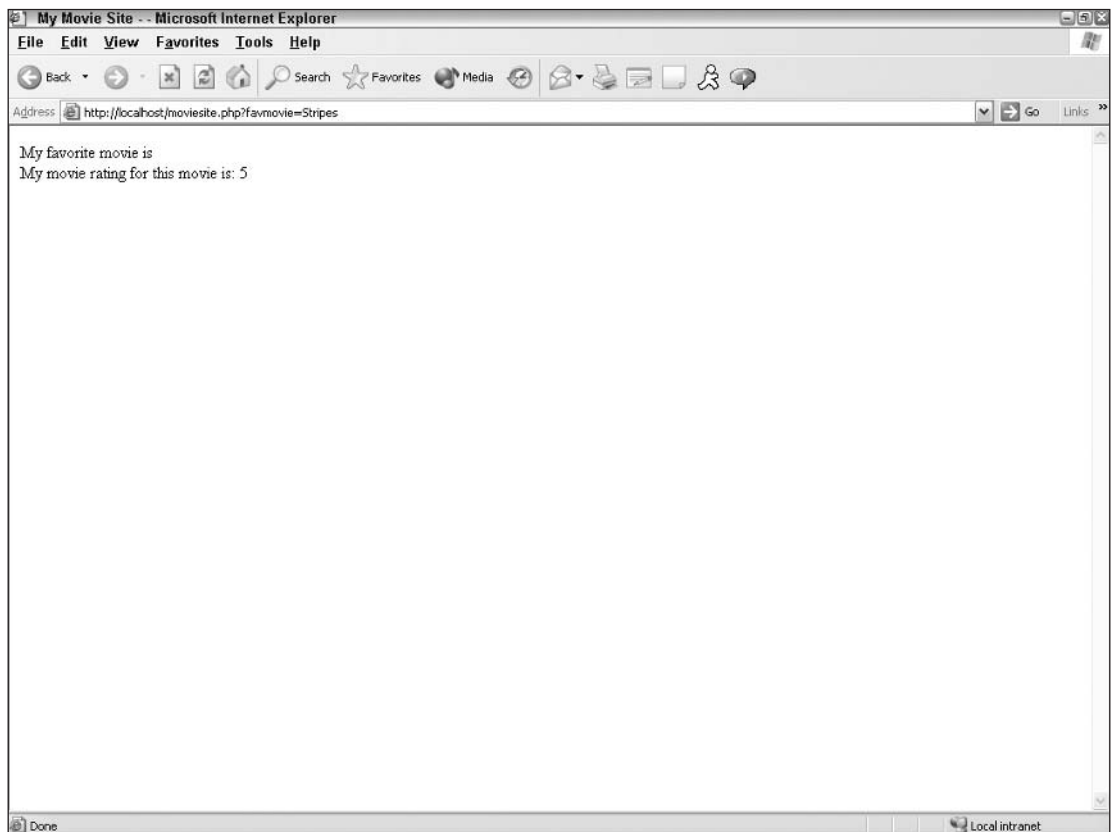 My Movie Site - - Microsoft Internet Explorer
File Edit View Favorites Tools Help
Back Search Favorites Media
Address http://localhost/moviesite.php?favmovie=Stripes Go Links »
My favorite movie is
My movie rating for this movie is: 5
Done Local intranet